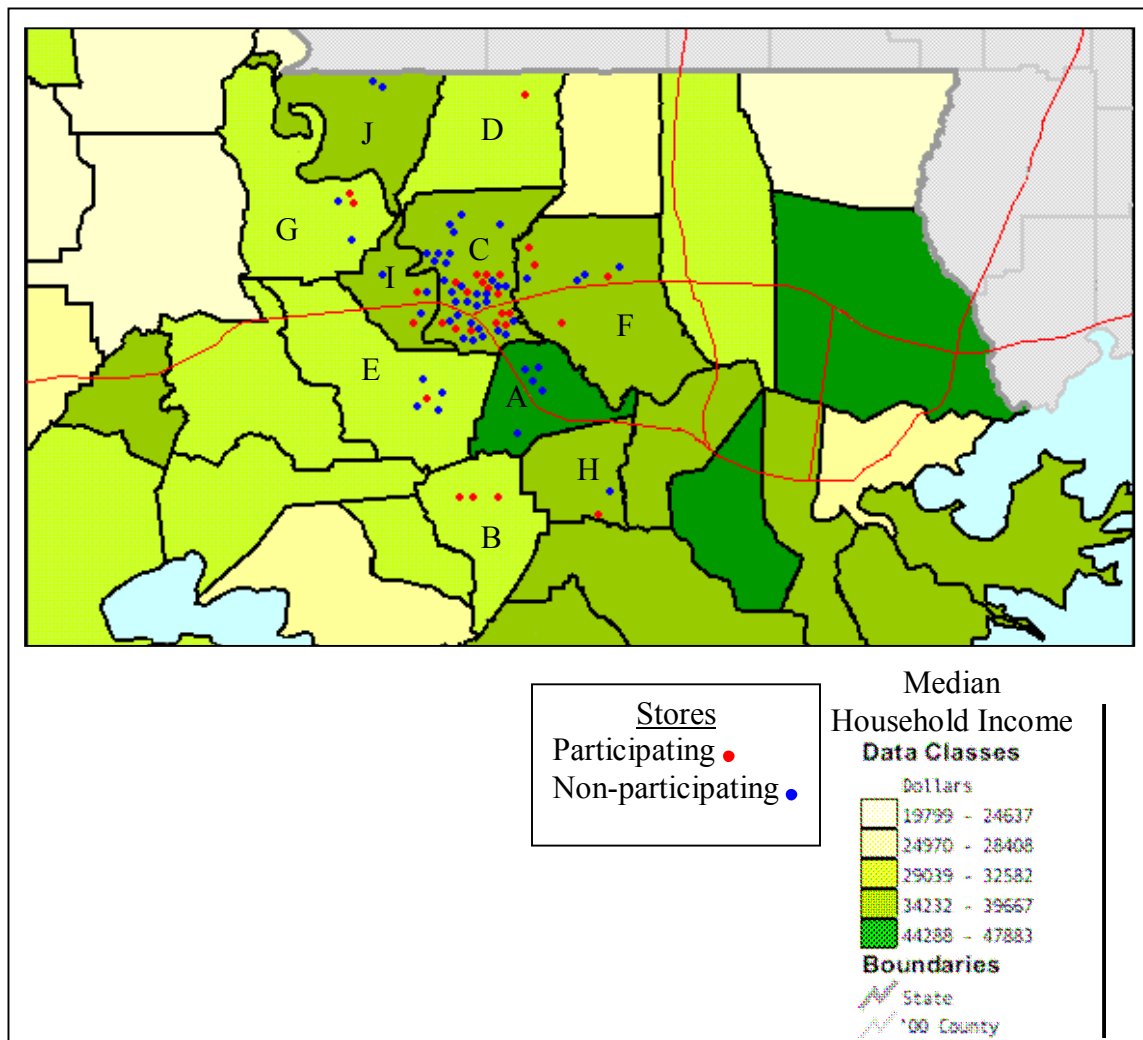 J
D
G
C
I
F
E
A
H
B
Stores
Participating
Non-participating
Median
Household Income
Data Classes
Dollars
19799 - 24637
24970 - 28408
29039 - 32582
34232 - 39667
44288 - 47883
Boundaries
State
'00 County